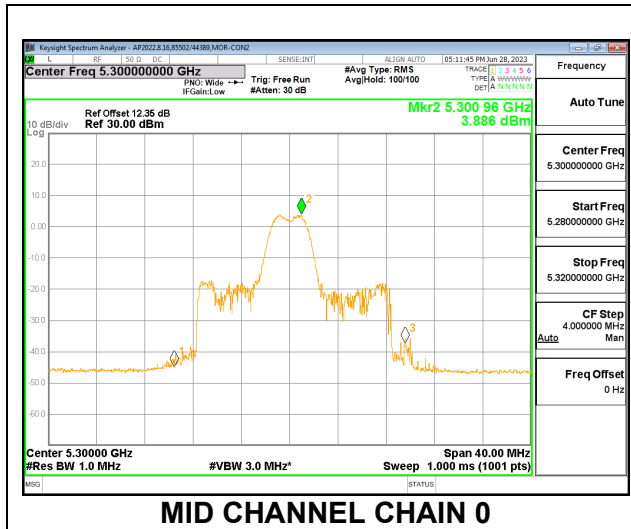 Keysight Spectrum Analyzer - AP2022.8.16,85502/44389,MOR-CON2
L RF 50 Ω DC SENSE:INT ALIGN AUTO 05:11:45 PM Jun 28, 2023
Center Freq 5.300000000 GHz
PNO: Wide
IFGain:Low
Trig: Free Run
#Atten: 30 dB
#Avg Type: RMS
Avg|Hold: 100/100
TRACE 1 2 3 4 5 6
TYPE A WWWWW
DET A N N N N N
Frequency
Auto Tune
Center Freq
5.300000000 GHz
Start Freq
5.280000000 GHz
Stop Freq
5.320000000 GHz
CF Step
4.000000 MHz
Auto Man
Freq Offset
0 Hz
Ref Offset 12.35 dB
10 dB/div Ref 30.00 dBm
Log
Mkr2 5.300 96 GHz
3.886 dBm
20.0
10.0
0.00
-10.0
-20.0
-30.0
-40.0
-50.0
-60.0
1
2
3
Center 5.30000 GHz Span 40.00 MHz
#Res BW 1.0 MHz #VBW 3.0 MHz* Sweep 1.000 ms (1001 pts)
MSG STATUS
MID CHANNEL CHAIN 0